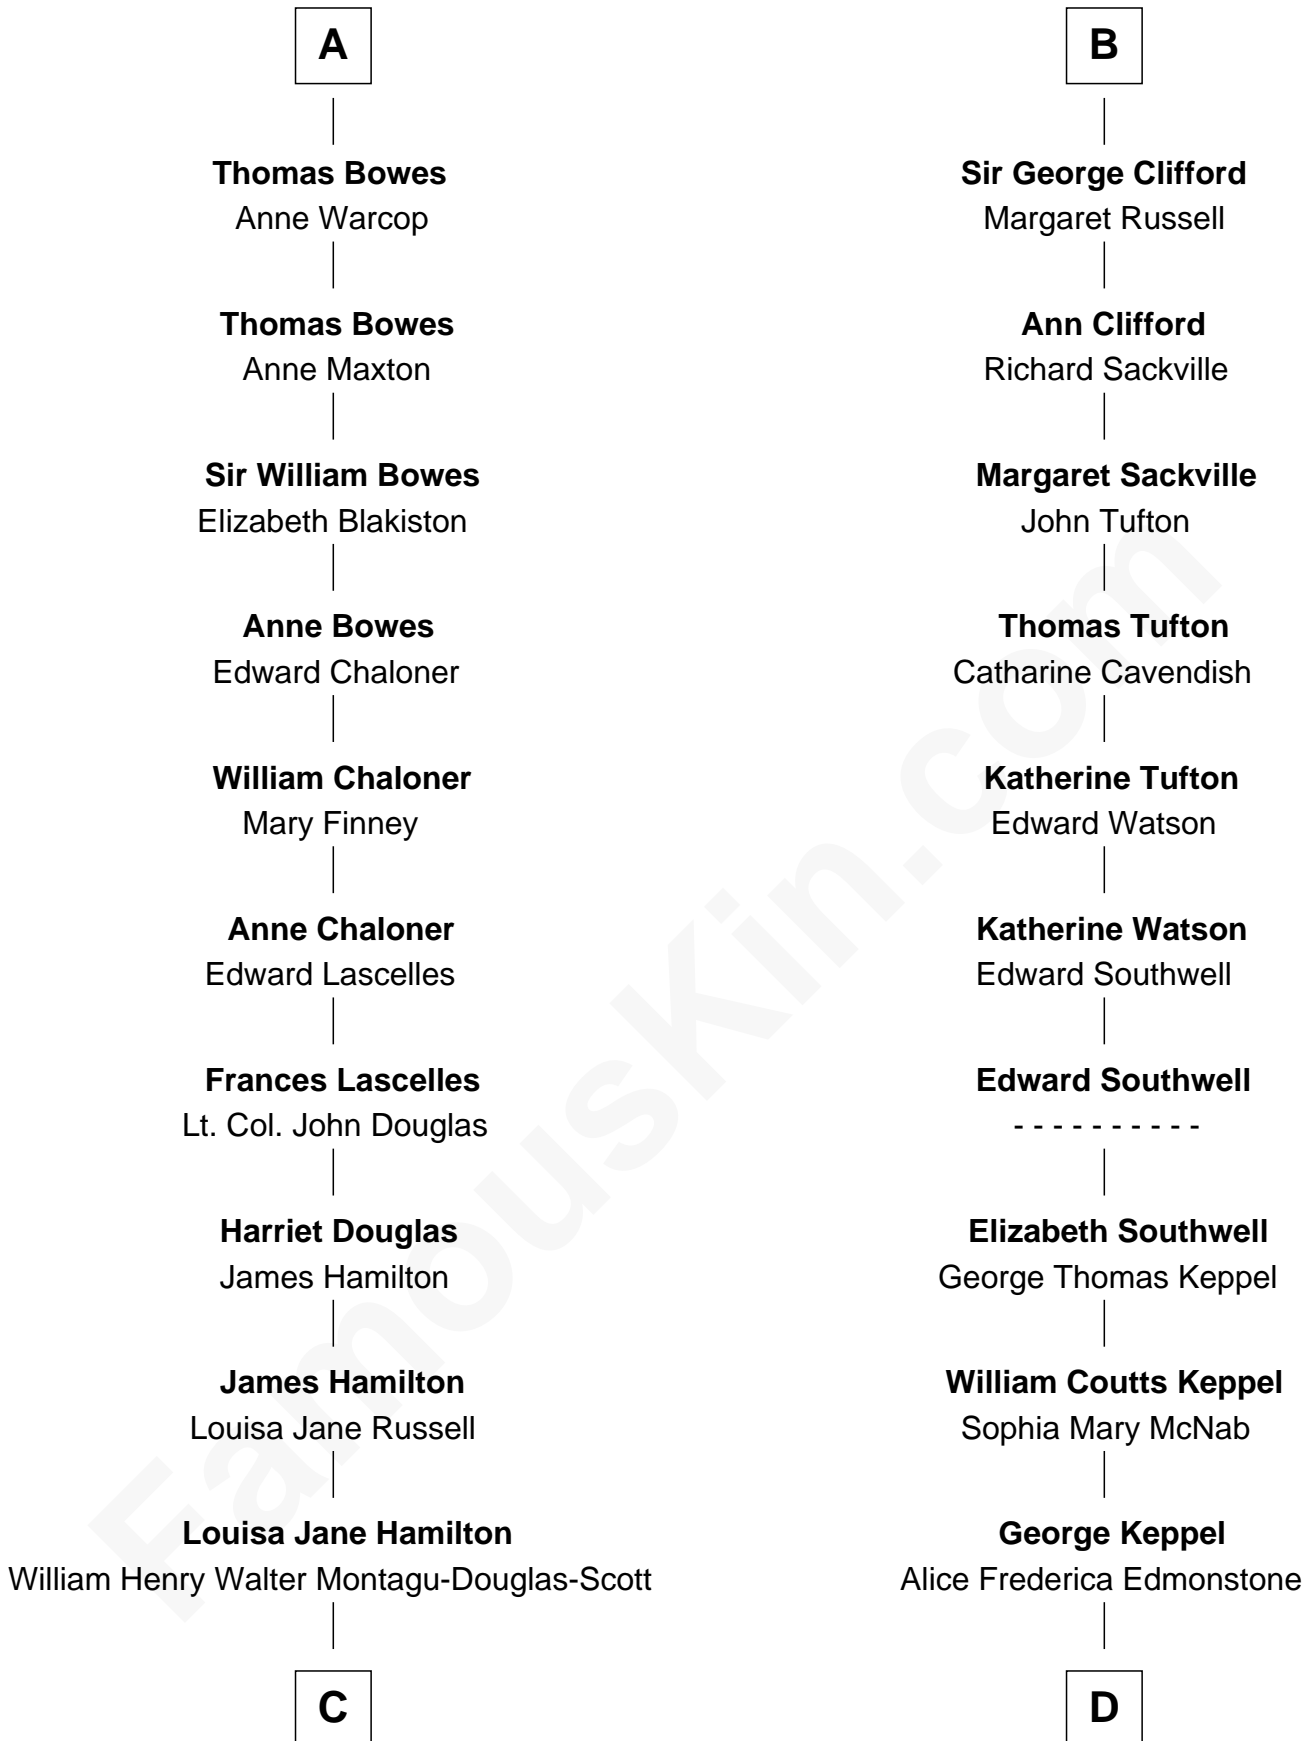 A
Thomas Bowes
Anne Warcop
Thomas Bowes
Anne Maxton
Sir William Bowes
Elizabeth Blakiston
Anne Bowes
Edward Chaloner
William Chaloner
Mary Finney
Anne Chaloner
Edward Lascelles
Frances Lascelles
Lt. Col. John Douglas
Harriet Douglas
James Hamilton
James Hamilton
Louisa Jane Russell
Louisa Jane Hamilton
William Henry Walter Montagu-Douglas-Scott
C
B
Sir George Clifford
Margaret Russell
Ann Clifford
Richard Sackville
Margaret Sackville
John Tufton
Thomas Tufton
Catharine Cavendish
Katherine Tufton
Edward Watson
Katherine Watson
Edward Southwell
Edward Southwell
- - - - - - - - - -
Elizabeth Southwell
George Thomas Keppel
William Coutts Keppel
Sophia Mary McNab
George Keppel
Alice Frederica Edmonstone
D
FamousKin.com